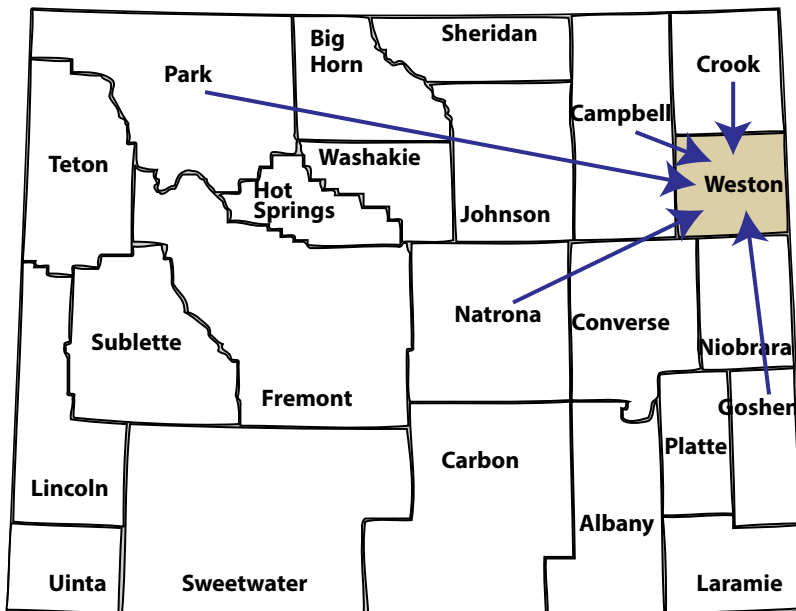 Sheridan
Big
Horn
Park
Crook
Campbell
Teton
Washakie
Weston
Hot
Springs
Johnson
Natrona
Converse
Sublette
Niobrara
Fremont
Goshen
Platte
Carbon
Lincoln
Albany
Uinta
Sweetwater
Laramie